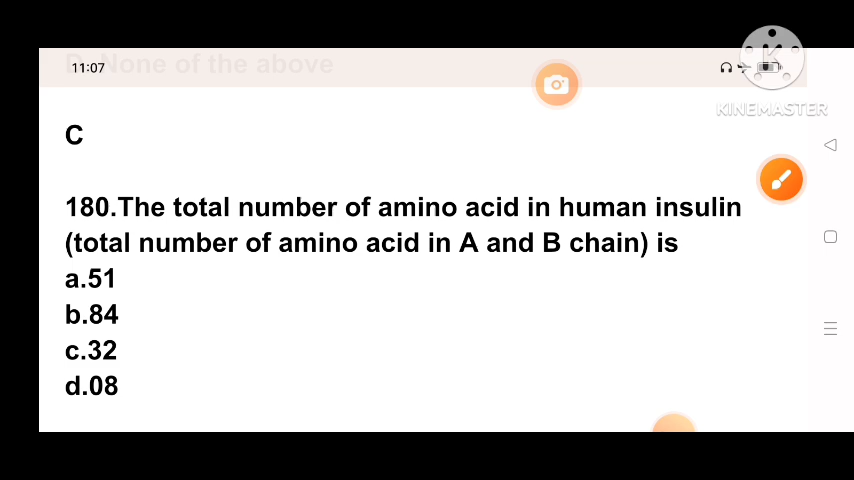 D. None of the above
11:07
KINEMASTER
C
180.The total number of amino acid in human insulin
(total number of amino acid in A and B chain) is
a.51
b.84
c.32
d.08